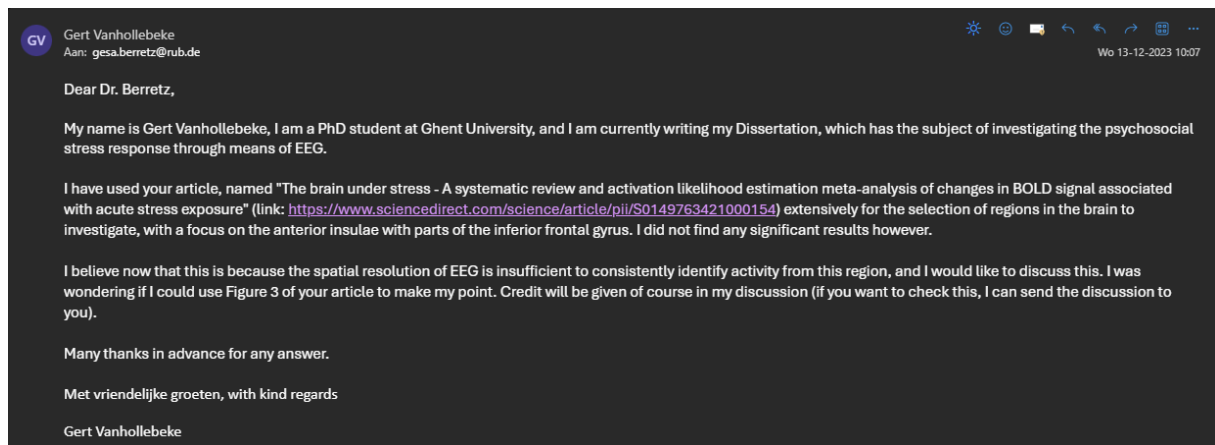 GV
Gert Vanhollebeke
Aan: gesa.berretz@rub.de
Wo 13-12-2023 10:07
Dear Dr. Berretz,
My name is Gert Vanhollebeke, I am a PhD student at Ghent University, and I am currently writing my Dissertation, which has the subject of investigating the psychosocial
stress response through means of EEG.
I have used your article, named "The brain under stress - A systematic review and activation likelihood estimation meta-analysis of changes in BOLD signal associated
with acute stress exposure" (link: https://www.sciencedirect.com/science/article/pii/S0149763421000154) extensively for the selection of regions in the brain to
investigate, with a focus on the anterior insulae with parts of the inferior frontal gyrus. I did not find any significant results however.
I believe now that this is because the spatial resolution of EEG is insufficient to consistently identify activity from this region, and I would like to discuss this. I was
wondering if I could use Figure 3 of your article to make my point. Credit will be given of course in my discussion (if you want to check this, I can send the discussion to
you).
Many thanks in advance for any answer.
Met vriendelijke groeten, with kind regards
Gert Vanhollebeke